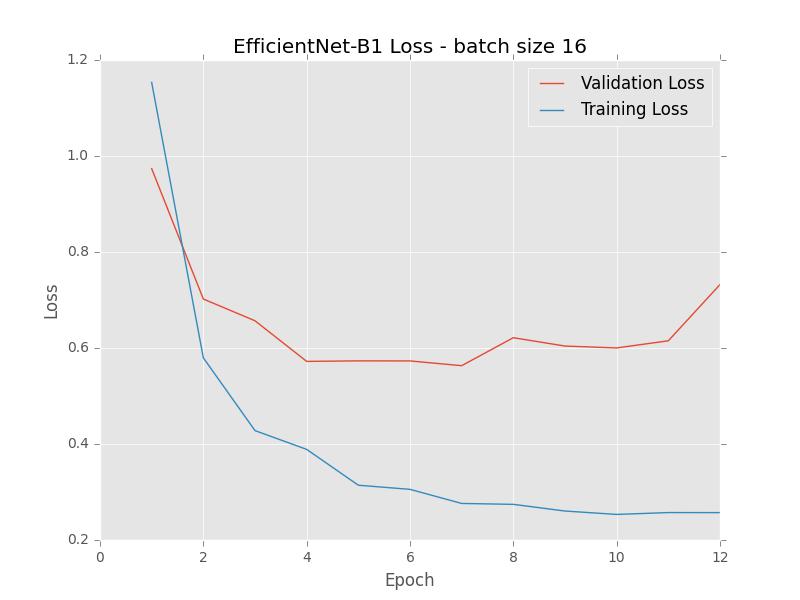 EfficientNet-B1 Loss - batch size 16
Validation Loss
Training Loss
1.2
1.0
0.8
0.6
0.4
0.2
Loss
0 2 4 6 8 10 12
Epoch